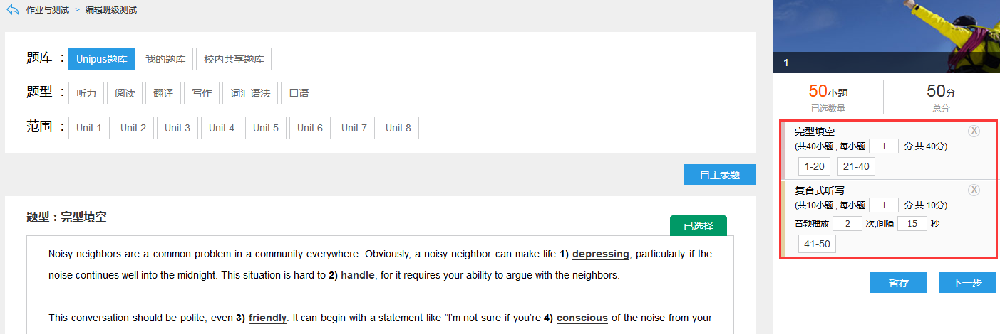 作业与测试 > 编辑班级测试
题库 ： Unipus题库 我的题库 校内共享题库
题型 ： 听力 阅读 翻译 写作 词汇语法 口语
范围 ： Unit 1 Unit 2 Unit 3 Unit 4 Unit 5 Unit 6 Unit 7 Unit 8
自主录题
题型：完型填空
已选择
Noisy neighbors are a common problem in a community everywhere. Obviously, a noisy neighbor can make life 1) depressing, particularly if the
noise continues well into the midnight. This situation is hard to 2) handle, for it requires your ability to argue with the neighbors.
This conversation should be polite, even 3) friendly. It can begin with a statement like “I’m not sure if you’re 4) conscious of the noise from your
1
50小题 50分
已选数量 总分
完型填空 X
(共40小题 , 每小题 1 分,共 40分)
1-20 21-40
复合式听写 X
(共10小题 , 每小题 1 分,共 10分)
音频播放 2 次,间隔 15 秒
41-50
暂存 下一步